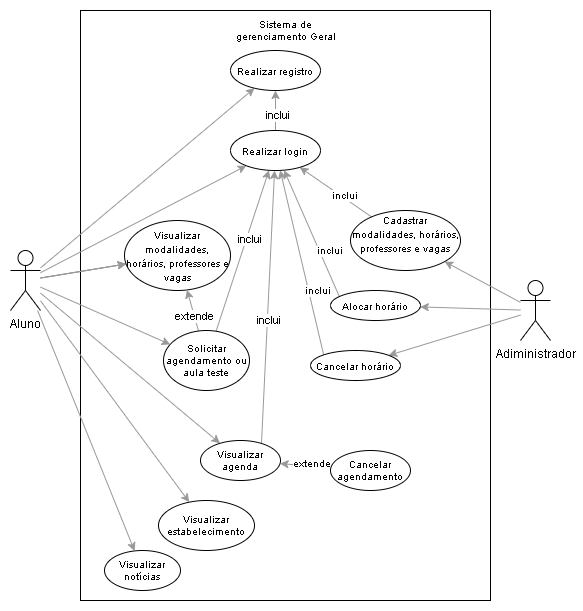 Sistema de
gerenciamento Geral
Realizar registro
inclui
Realizar login
inclui
Cadastrar
modalidades, horários,
professores e vagas
Visualizar
modalidades,
horários, professores e
vagas
inclui
inclui
Aluno
extende
inclui
Alocar horário
inclui
Adiministrador
Solicitar
agendamento ou
aula teste
Cancelar horário
Visualizar
agenda
extende
Cancelar
agendamento
Visualizar
estabelecimento
Visualizar
notícias